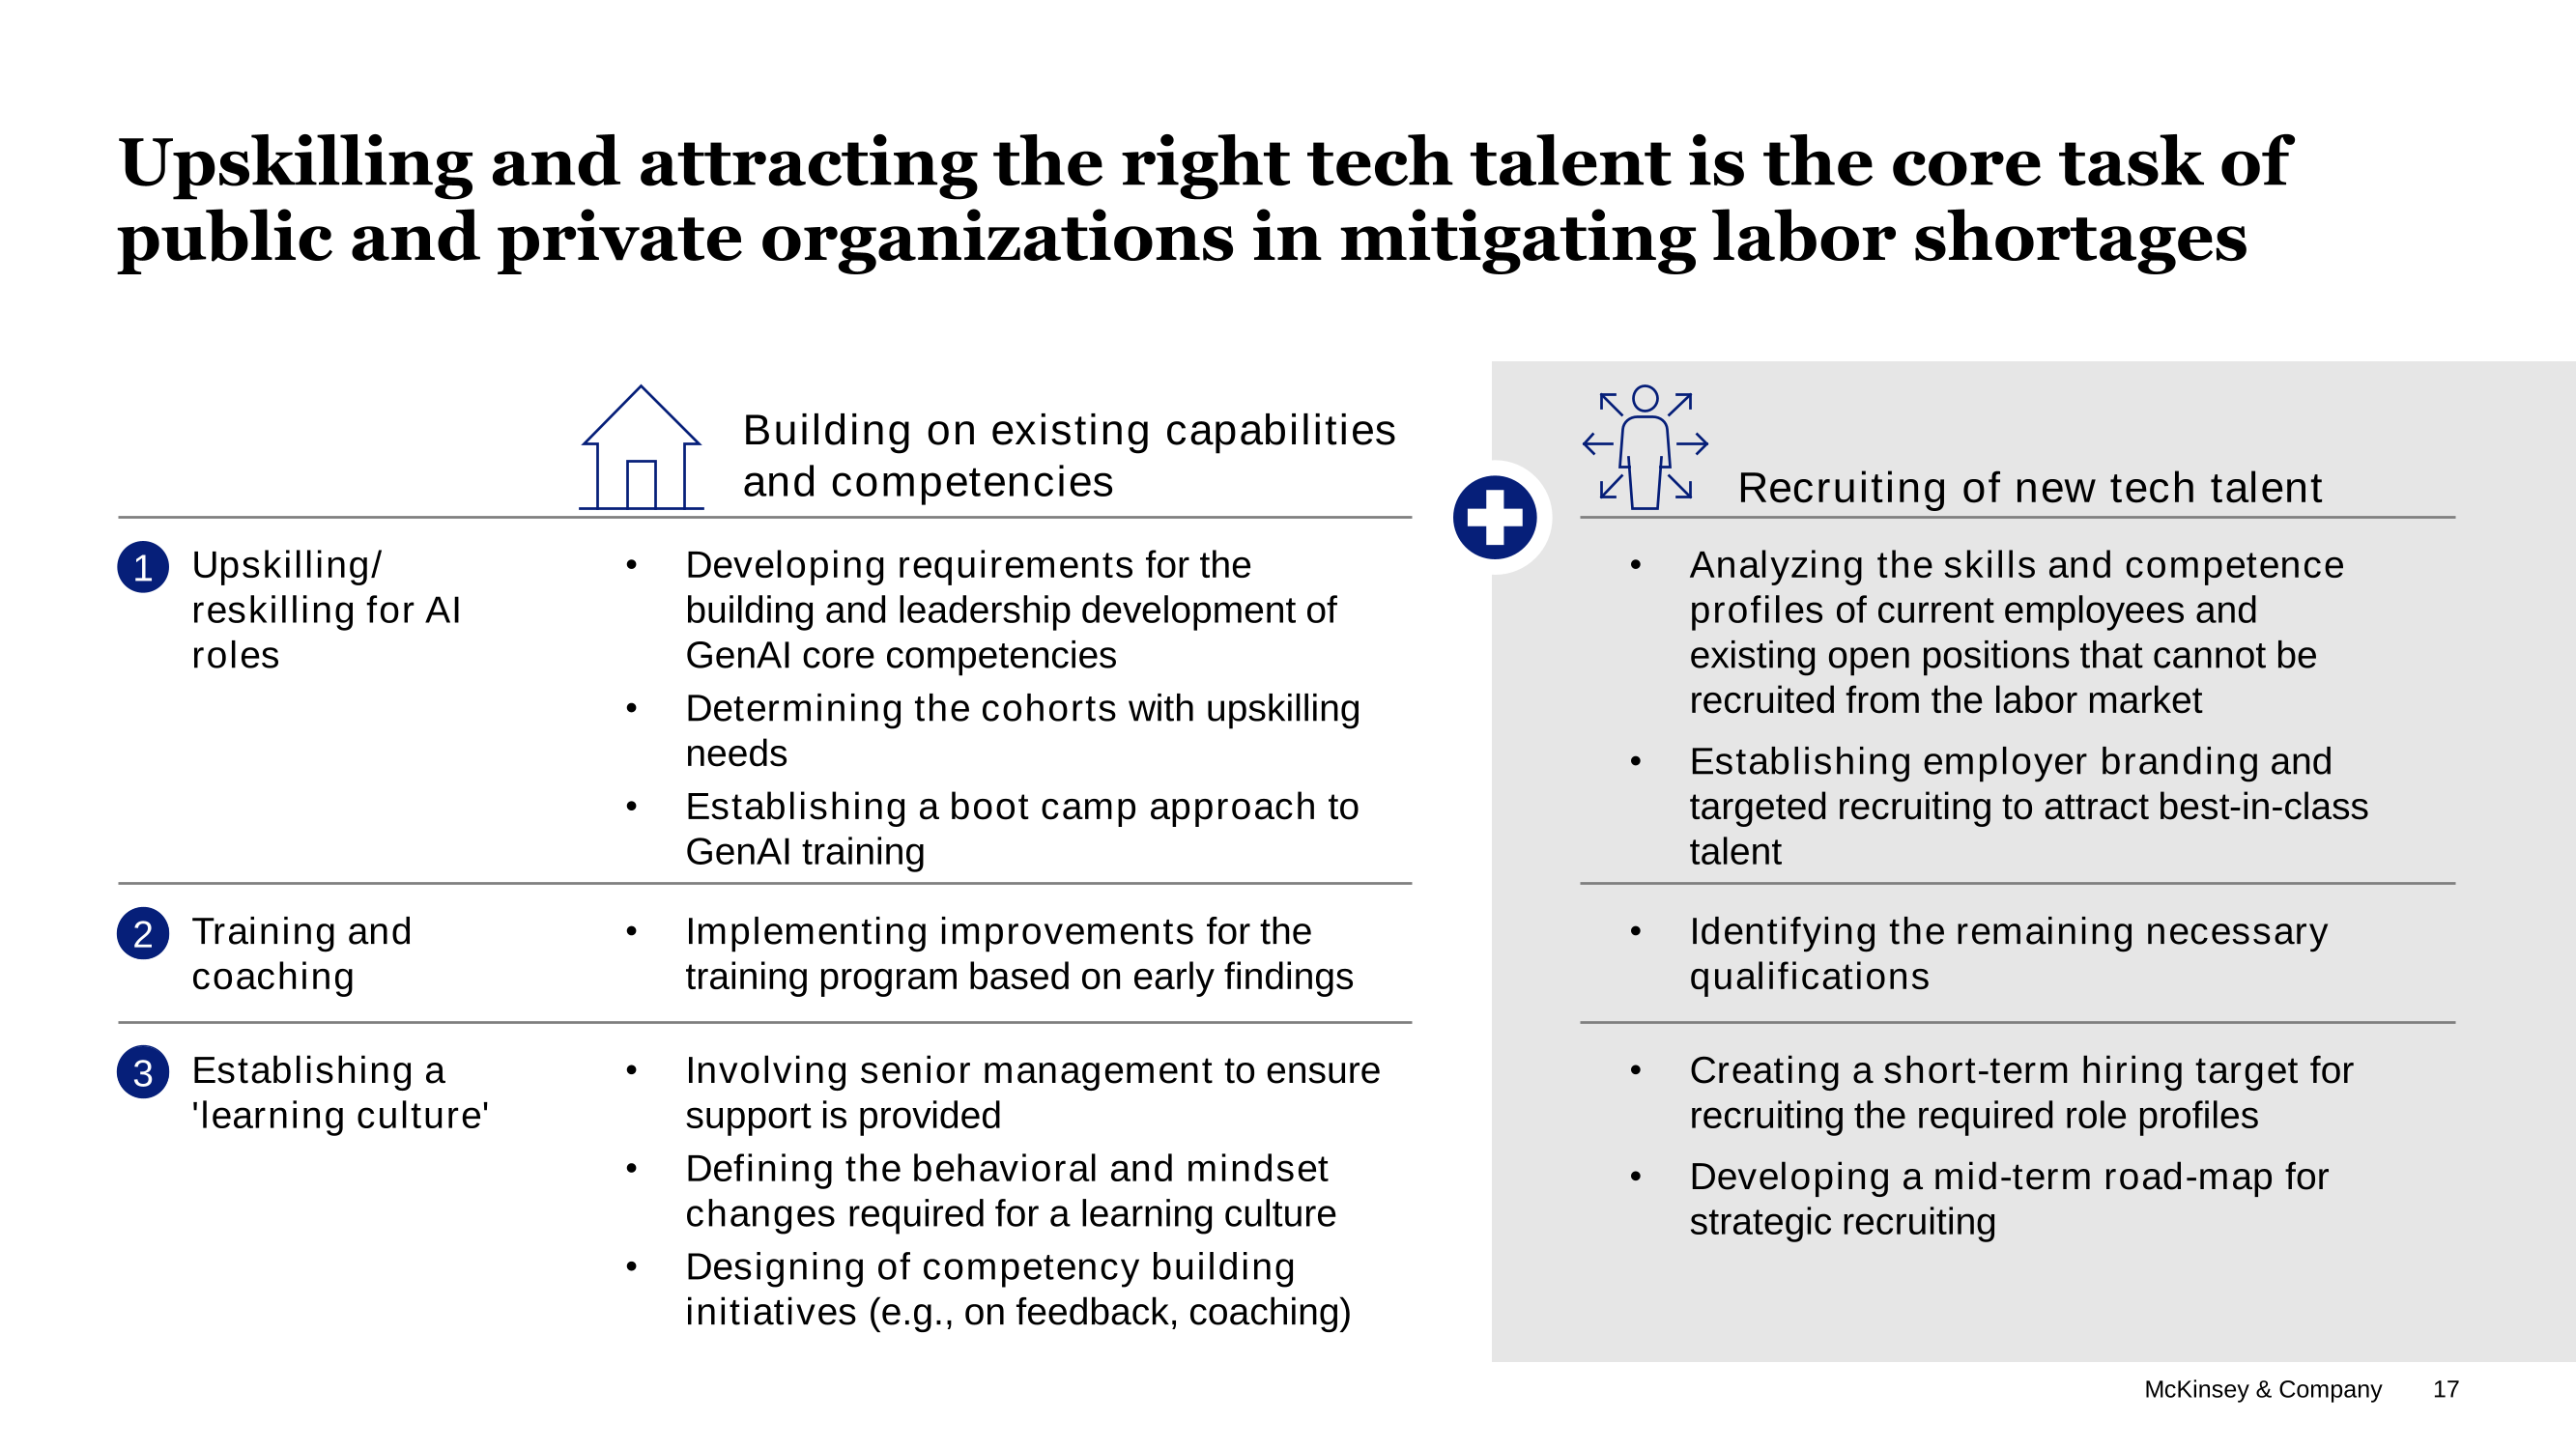 Upskilling and attracting the right tech talent is the core task of
public and private organizations in mitigating labor shortages
Building on existing capabilities
and competencies
Recruiting of new tech talent
1 Upskilling/
reskilling for AI
roles
• Developing requirements for the
building and leadership development of
GenAI core competencies
• Determining the cohorts with upskilling
needs
• Establishing a boot camp approach to
GenAI training
• Analyzing the skills and competence
profiles of current employees and
existing open positions that cannot be
recruited from the labor market
• Establishing employer branding and
targeted recruiting to attract best-in-class
talent
2 Training and
coaching
• Implementing improvements for the
training program based on early findings
• Identifying the remaining necessary
qualifications
3 Establishing a
'learning culture'
• Involving senior management to ensure
support is provided
• Defining the behavioral and mindset
changes required for a learning culture
• Designing of competency building
initiatives (e.g., on feedback, coaching)
• Creating a short-term hiring target for
recruiting the required role profiles
• Developing a mid-term road-map for
strategic recruiting
McKinsey & Company 17